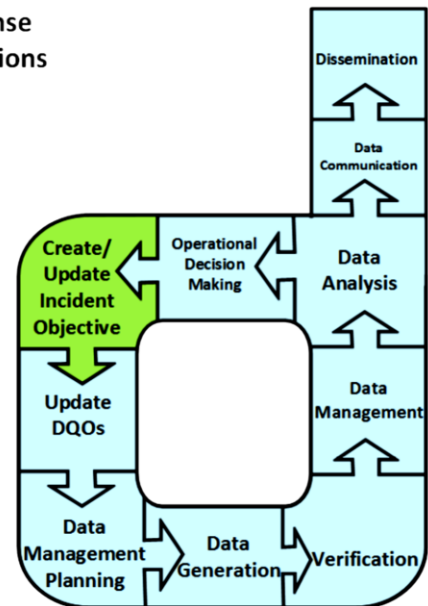 nse
ions
Dissemination
Data
Communication
Create/
Update
Incident
Objective
Operational
Decision
Making
Data
Analysis
Update
DQOs
Data
Management
Data
Management
Planning
Data
Generation
Verification